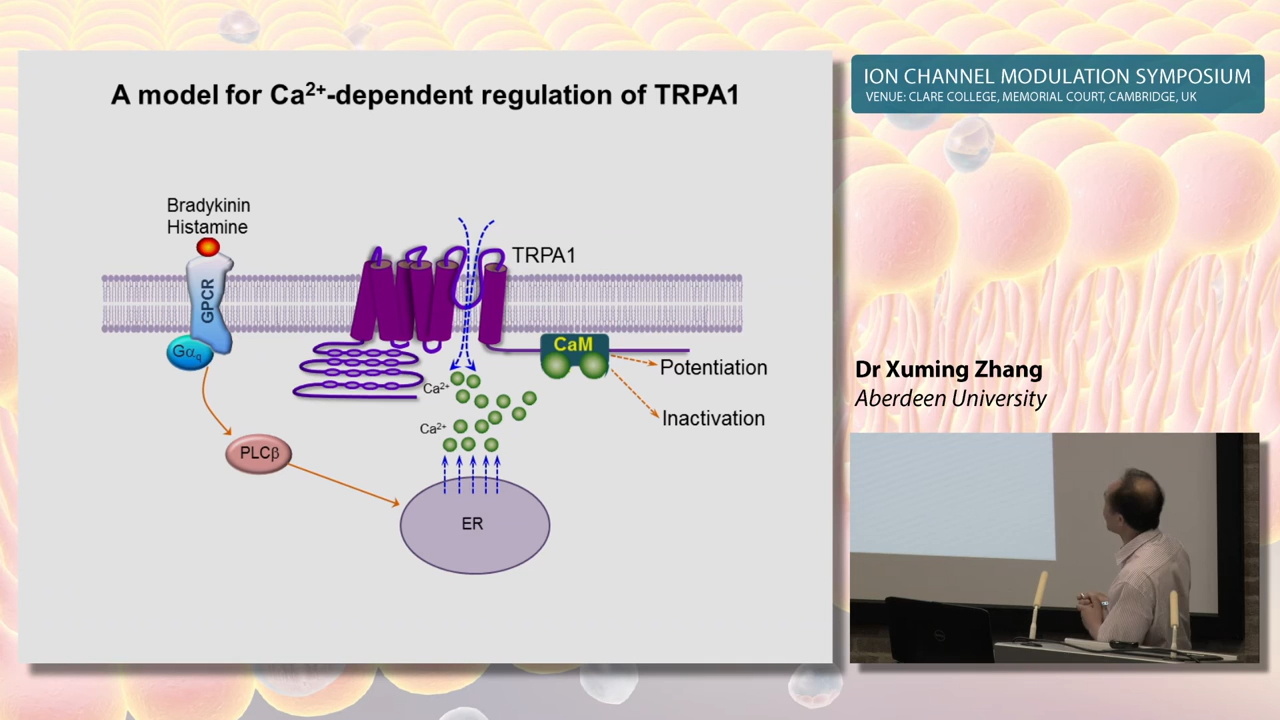 A model for Ca²⁺-dependent regulation of TRPA1
Bradykinin
Histamine
GPCR
Gαq
PLCβ
TRPA1
CaM
Potentiation
Inactivation
Ca²⁺
Ca²⁺
ER
ION CHANNEL MODULATION SYMPOSIUM
VENUE: CLARE COLLEGE, MEMORIAL COURT, CAMBRIDGE, UK
Dr Xuming Zhang
Aberdeen University